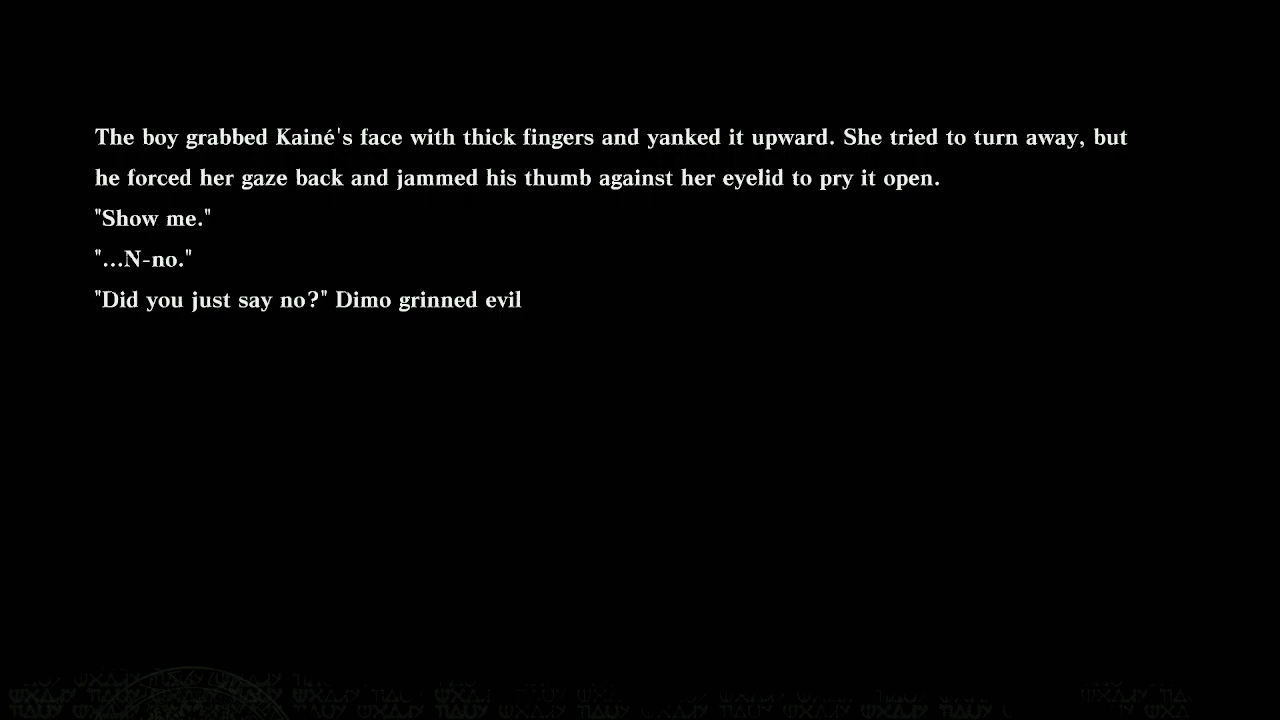 The boy grabbed Kainé's face with thick fingers and yanked it upward. She tried to turn away, but
he forced her gaze back and jammed his thumb against her eyelid to pry it open.
"Show me."
"...N-no."
"Did you just say no?" Dimo grinned evil